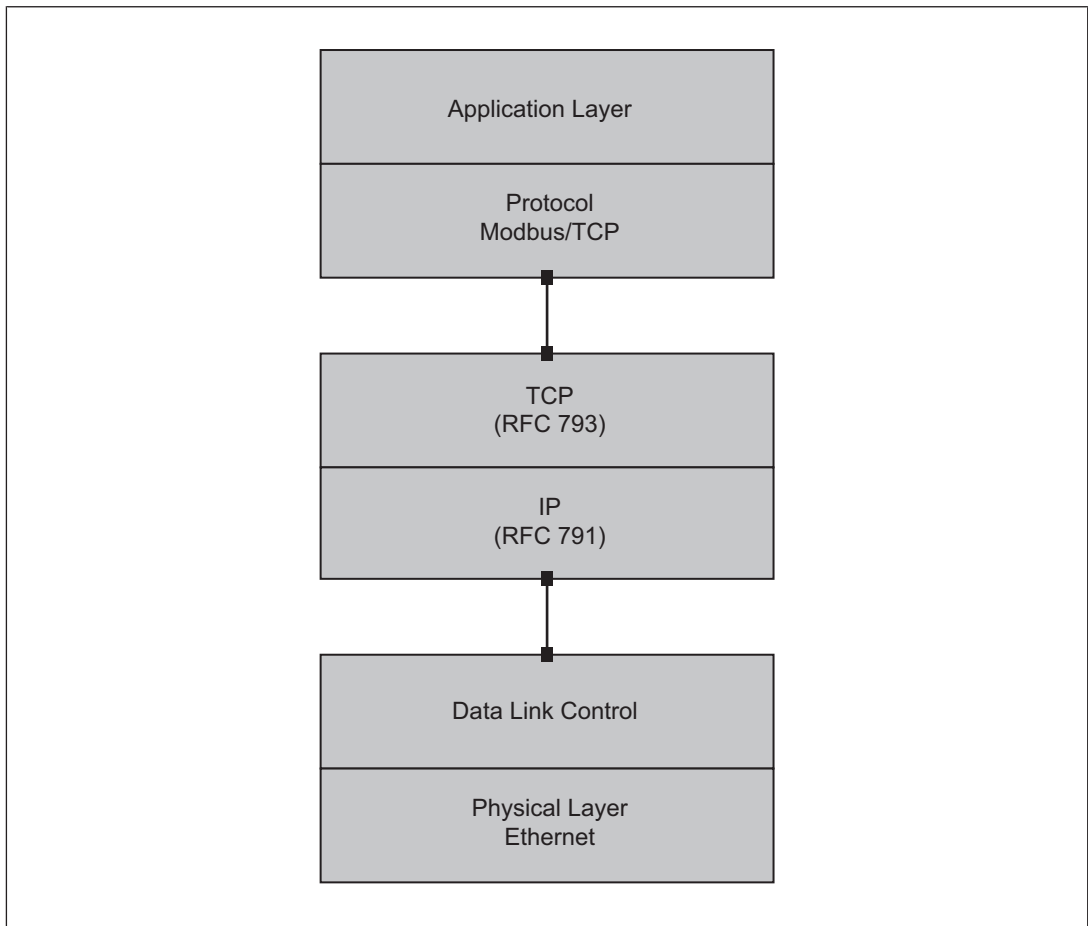 Application Layer
Protocol
Modbus/TCP
TCP
(RFC 793)
IP
(RFC 791)
Data Link Control
Physical Layer
Ethernet